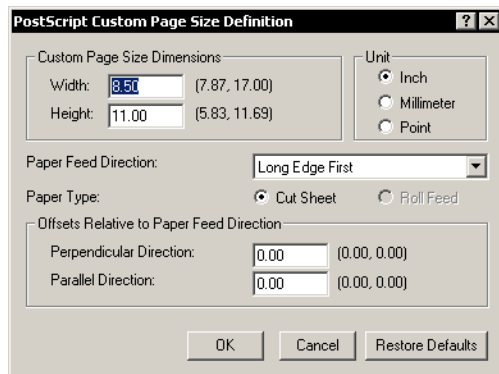 PostScript Custom Page Size Definition
Custom Page Size Dimensions
Width: 8.50 (7.87, 17.00)
Height: 11.00 (5.83, 11.69)
Unit
Inch
Millimeter
Point
Paper Feed Direction: Long Edge First
Paper Type: Cut Sheet Roll Feed
Offsets Relative to Paper Feed Direction
Perpendicular Direction: 0.00 (0.00, 0.00)
Parallel Direction: 0.00 (0.00, 0.00)
OK Cancel Restore Defaults